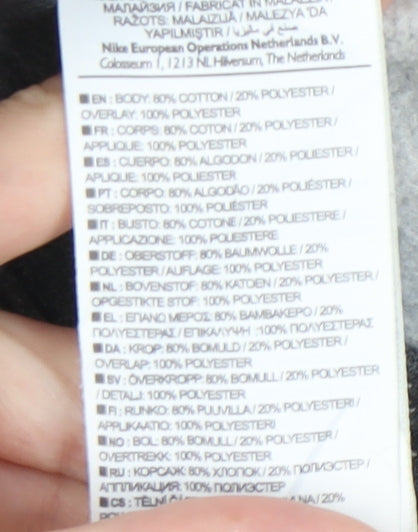 МАЛАЙЗИЯ / FABRICAT IN
RAŽOTS: MALAIZIJĀ / MALEZYA'DA
YAPILMIŞTIR / صنع في ماليزيا
Nike European Operations Netherlands B.V.
Colosseum 1, 1213 NL Hilversum, The Netherlands
EN : BODY: 80% COTTON / 20% POLYESTER /
OVERLAY: 100% POLYESTER
FR : CORPS: 80% COTON / 20% POLYESTER /
APPLIQUE: 100% POLYESTER
ES : CUERPO: 80% ALGODON / 20% POLIESTER /
APLIQUE: 100% POLIESTER
PT : CORPO: 80% ALGODÃO / 20% POLIÉSTER /
SOBREPOSTO: 100% POLIÉSTER
IT : BUSTO: 80% COTONE / 20% POLIESTERE /
APPLICAZIONE: 100% POLIESTERE
DE : OBERSTOFF: 80% BAUMWOLLE / 20%
POLYESTER / AUFLAGE: 100% POLYESTER
NL : BOVENSTOF: 80% KATOEN / 20% POLYESTER /
OPGESTIKTE STOF: 100% POLYESTER
EL : ΕΠΑΝΩ ΜΕΡΟΣ: 80% ΒΑΜΒΑΚΕΡΟ / 20%
ΠΟΛΥΕΣΤΕΡΑΣ / ΕΠΙΚΑΛΥΨΗ :100% ΠΟΛΥΕΣΤΕΡΑΣ
DA : KROP: 80% BOMULD / 20% POLYESTER /
OVERLAP: 100% POLYESTER
SV : ÖVERKROPP: 80% BOMULL / 20% POLYESTER
/ DETALJ: 100% POLYESTER
FI : RUNKO: 80% PUUVILLA / 20% POLYESTERI /
APPLIKAATIO: 100% POLYESTERI
NO : BOL: 80% BOMULL / 20% POLYESTER /
OVERTREKK: 100% POLYESTER
RU : КОРСАЖ: 80% ХЛОПОК / 20% ПОЛИЭСТЕР /
АППЛИКАЦИЯ: 100% ПОЛИЭСТЕР
CS : TĚLNÍ 20%